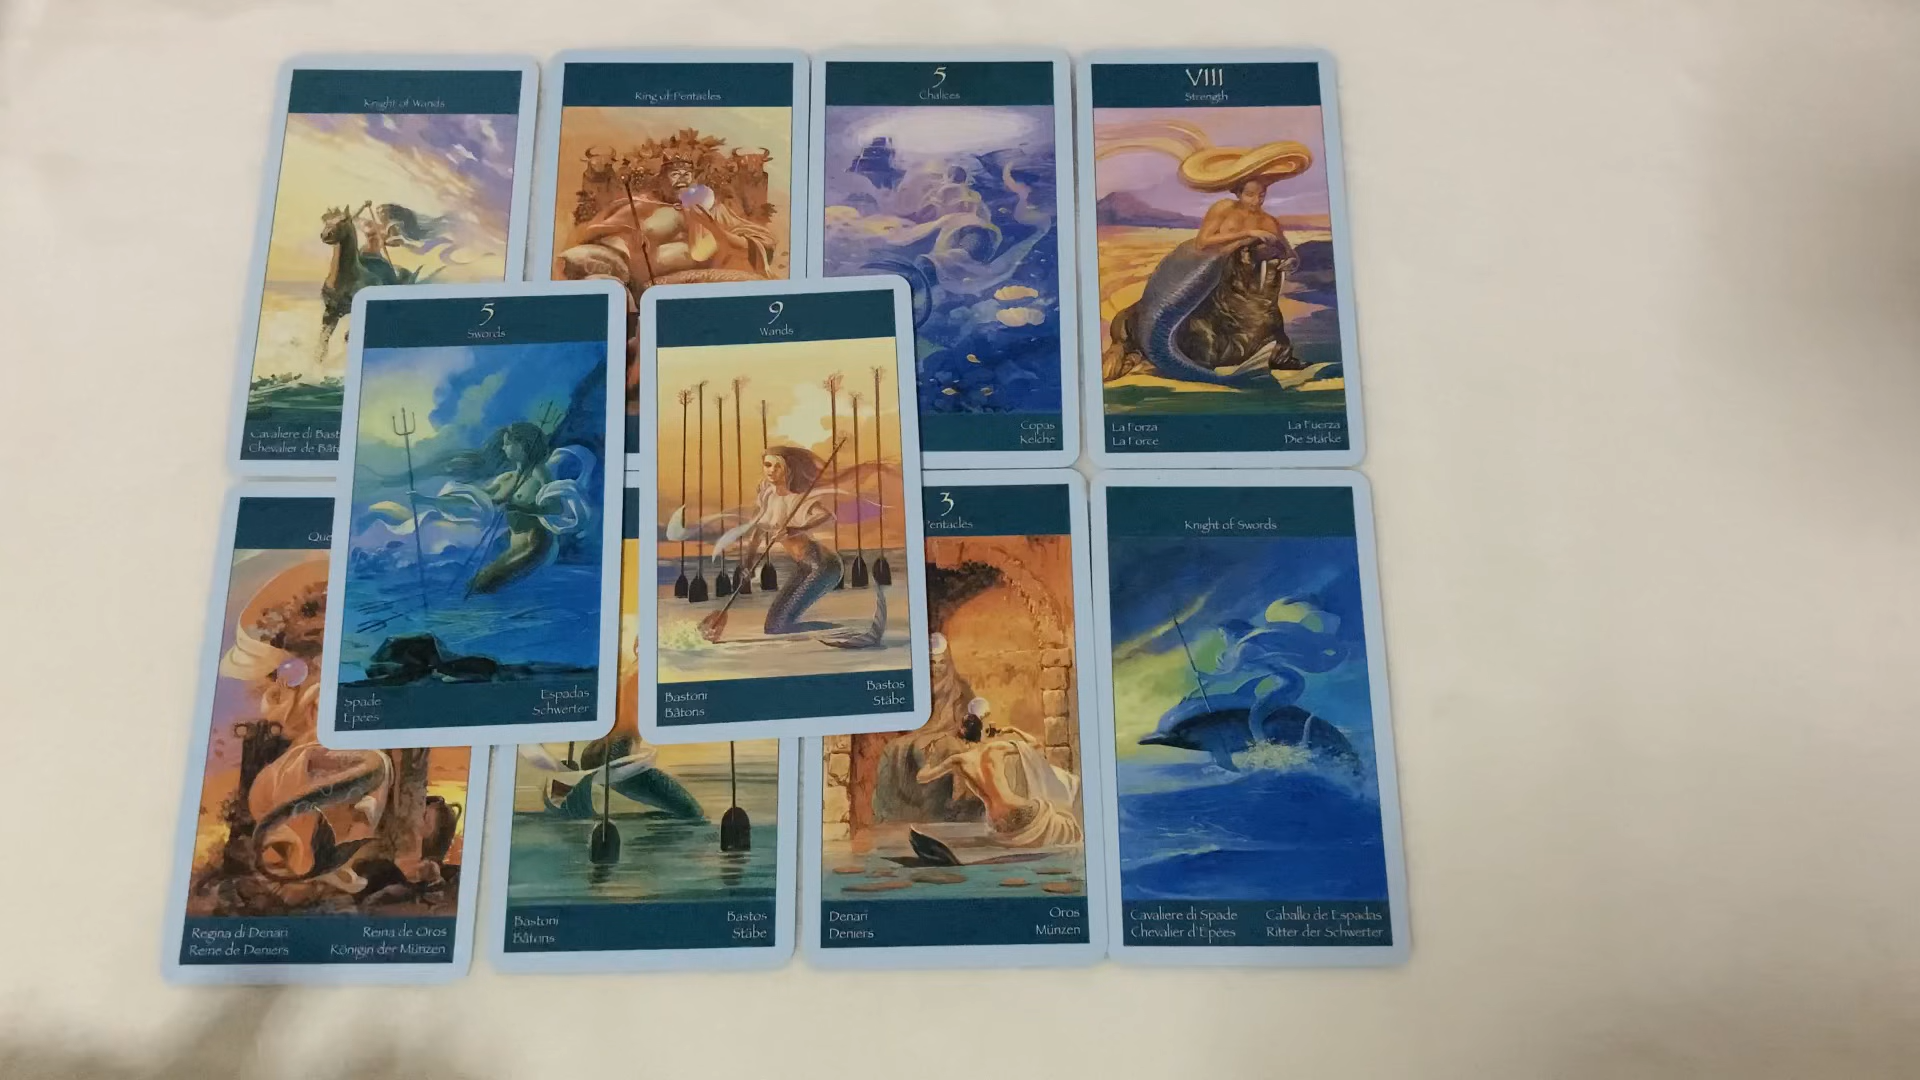 Knight of Wands
King of Pentacles
5
Chalices
VIII
Strength
Cavaliere di Bast
Chevalier de Bât
Copas
Kelche
La Forza
La Fuerza
La Force
Die Stärke
5
Swords
9
Wands
Spade
Espadas
Épées
Schwerter
Bastoni
Bastos
Bâtons
Stäbe
Que
3
Pentacles
Knight of Swords
Regina di Denari
Reina de Oros
Reine de Deniers
Königin der Münzen
Bastoni
Bastos
Bâtons
Stäbe
Denari
Oros
Deniers
Münzen
Cavaliere di Spade
Caballo de Espadas
Chevalier d'Épées
Ritter der Schwerter